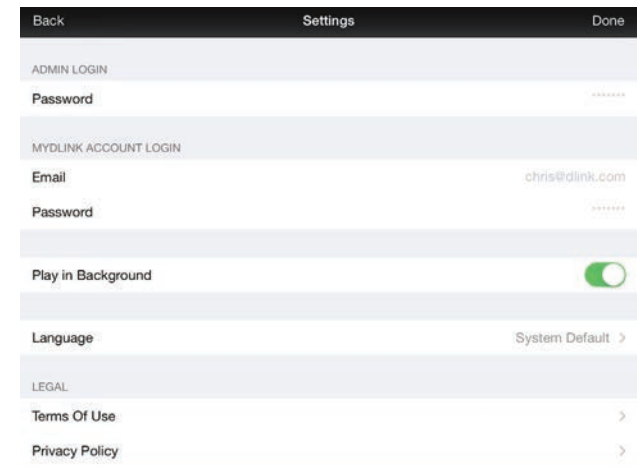 Back Settings Done
ADMIN LOGIN
Password •••••••
MYDLINK ACCOUNT LOGIN
Email chris@dlink.com
Password •••••••
Play in Background
Language System Default >
LEGAL
Terms Of Use >
Privacy Policy >